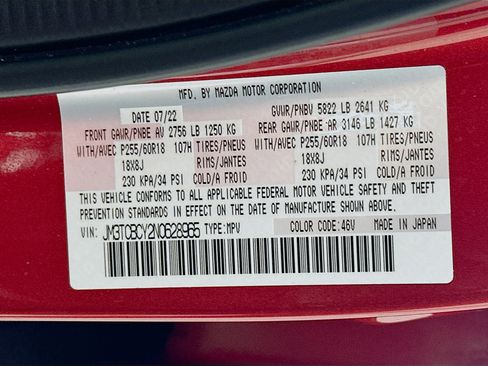 MFD. BY MAZDA MOTOR CORPORATION
DATE 07/22 GVWR/PNBV 5822 LB 2641 KG
FRONT GAWR/PNBE AV 2756 LB 1250 KG REAR GAWR/PNBE AR 3146 LB 1427 KG
WITH/AVEC P255/60R18 107H TIRES/PNEUS WITH/AVEC P255/60R18 107H TIRES/PNEUS
18X8J RIMS/JANTES 18X8J RIMS/JANTES
230 KPA/34 PSI COLD/A FROID 230 KPA/34 PSI COLD/A FROID
THIS VEHICLE CONFORMS TO ALL APPLICABLE FEDERAL MOTOR VEHICLE SAFETY AND THEFT
PREVENTION STANDARDS IN EFFECT ON THE DATE OF MANUFACTURE SHOWN ABOVE.
VIN: JM3TCBCY2N0628965 TYPE:MPV COLOR CODE:46V MADE IN JAPAN